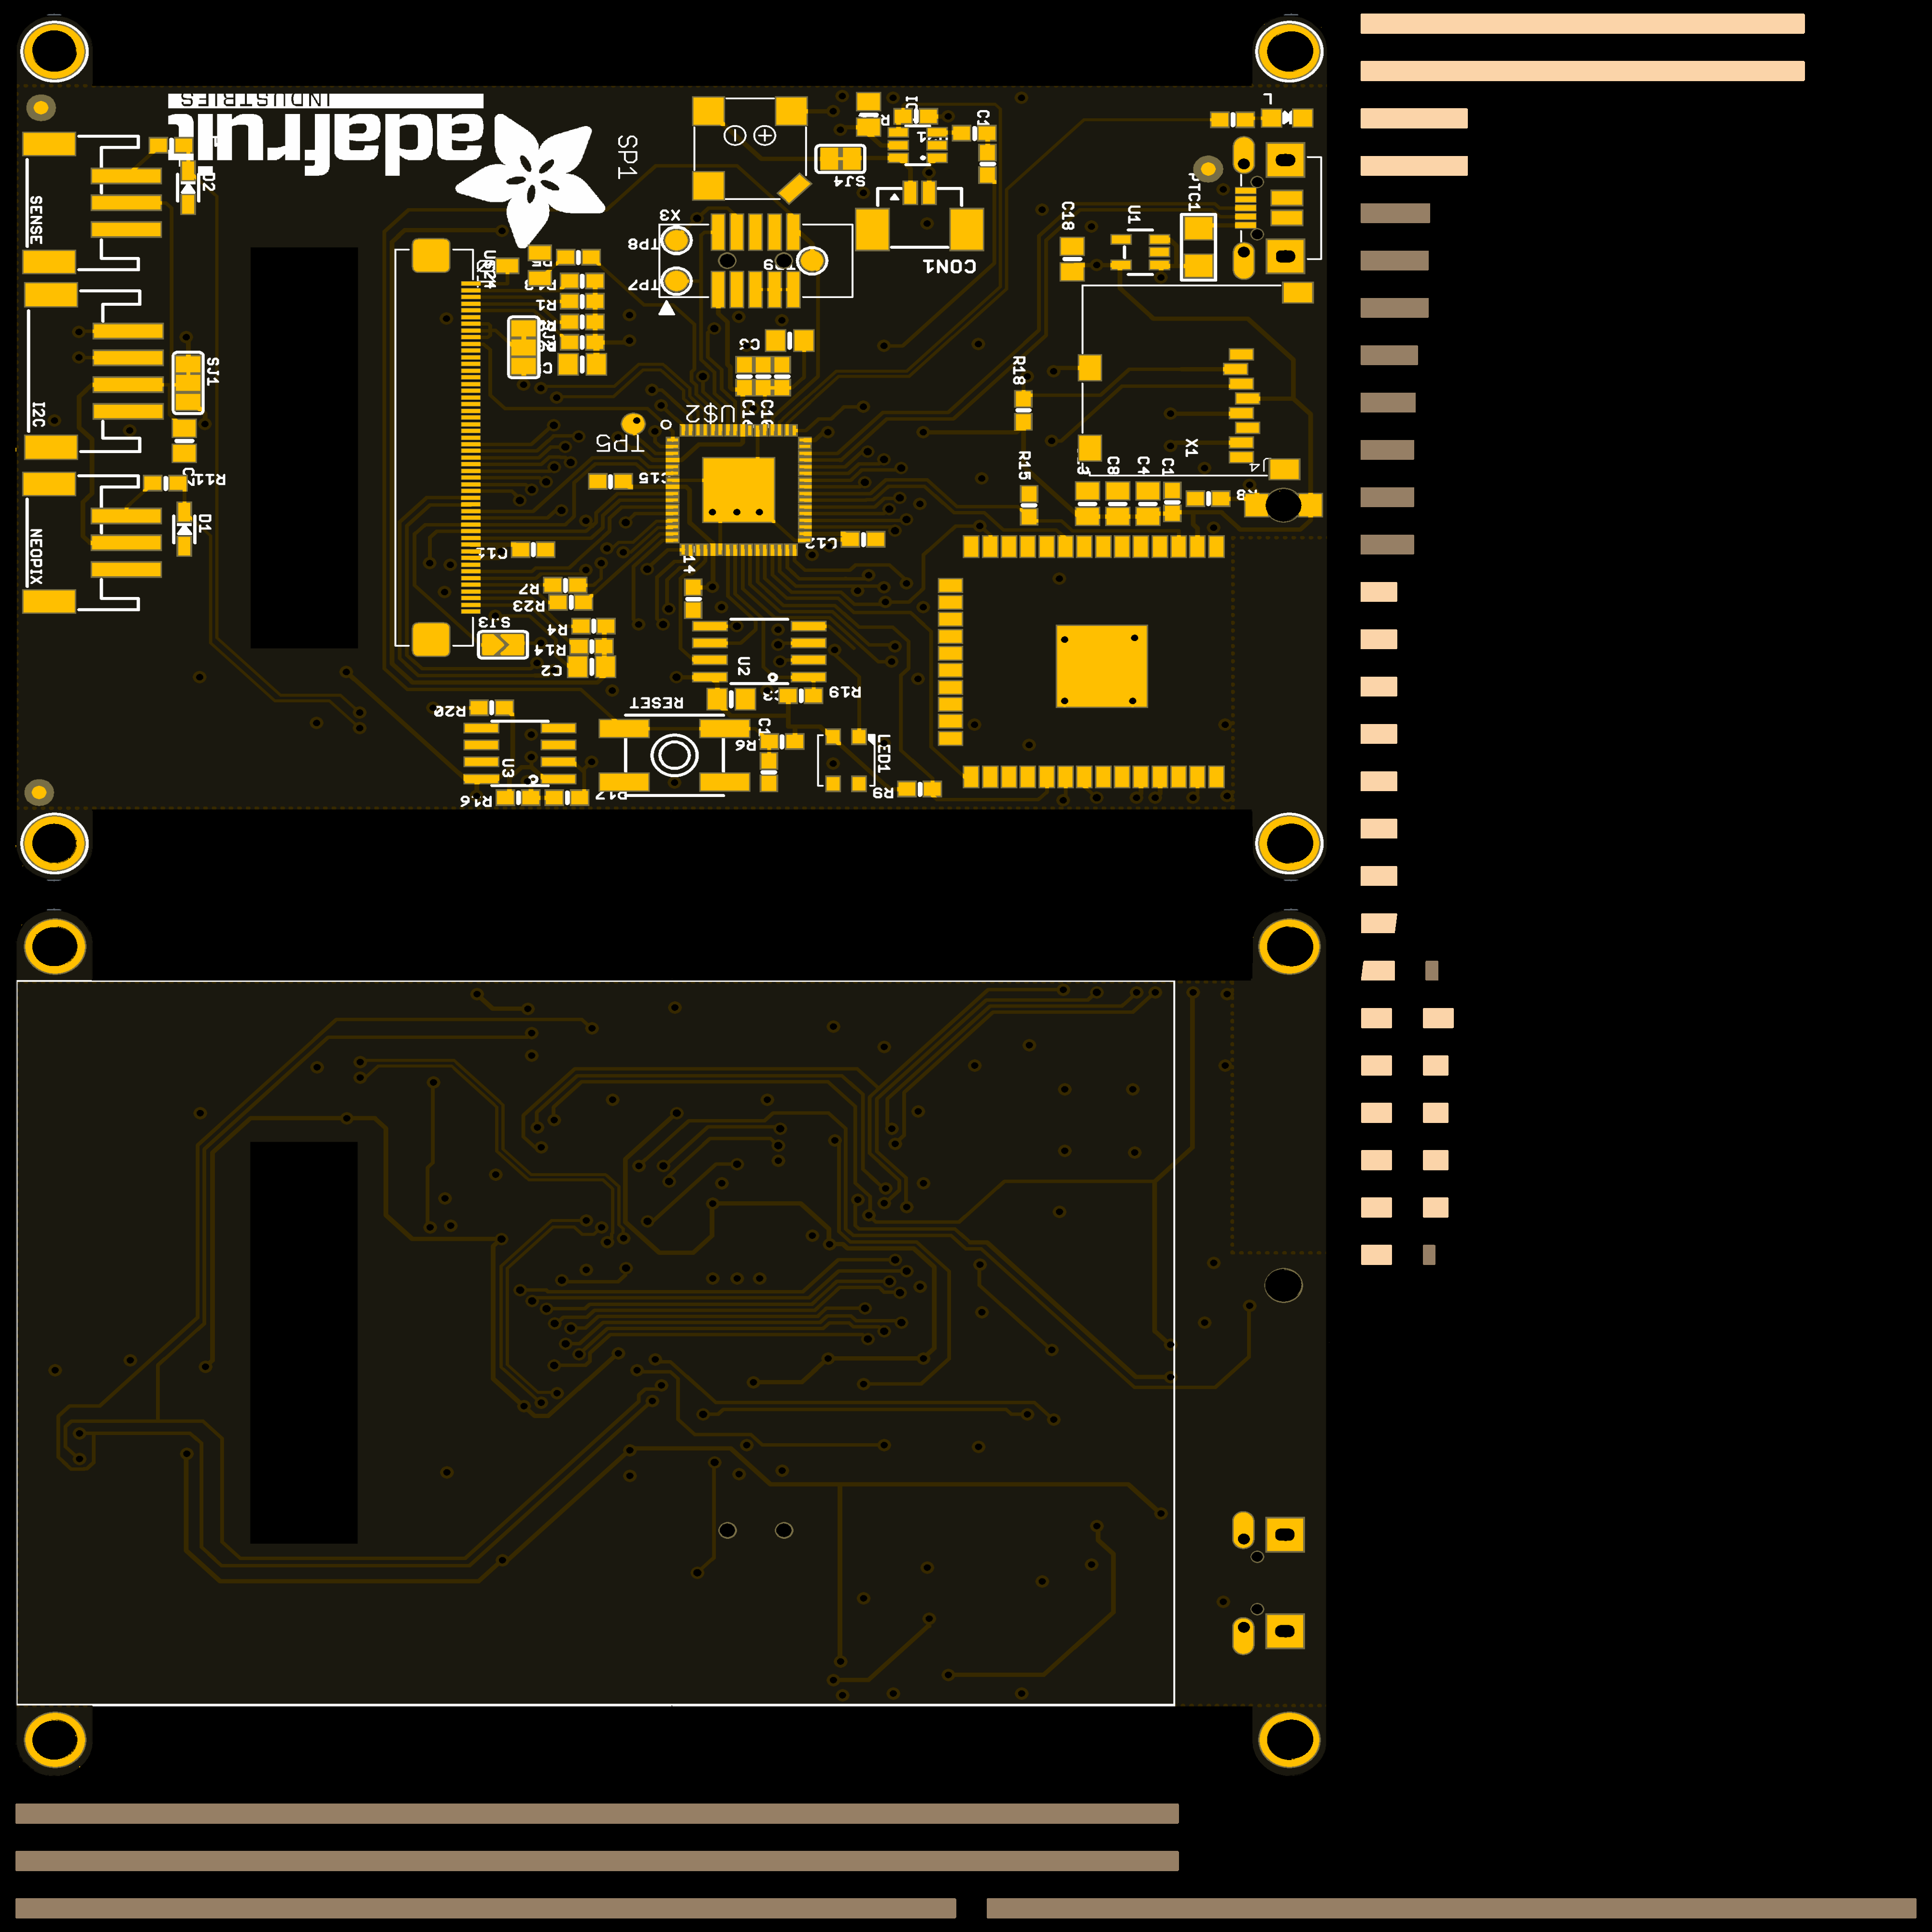 INDUSTRIES
adafruit
SP1
SJ4
PTC1
L
D2
SENSE
X3
TP8
TP7
CON1
C18
U1
R1
C3
SJ1
I2C
R18
U$2
TP5
X1
R15
C8
C4
C1
R8
C15
R11
D1
NEOPIX
C11
C12
R7
R23
R4
R14
C2
SJ3
U2
R19
RESET
R20
U3
R6
LED1
R9
R16
R17